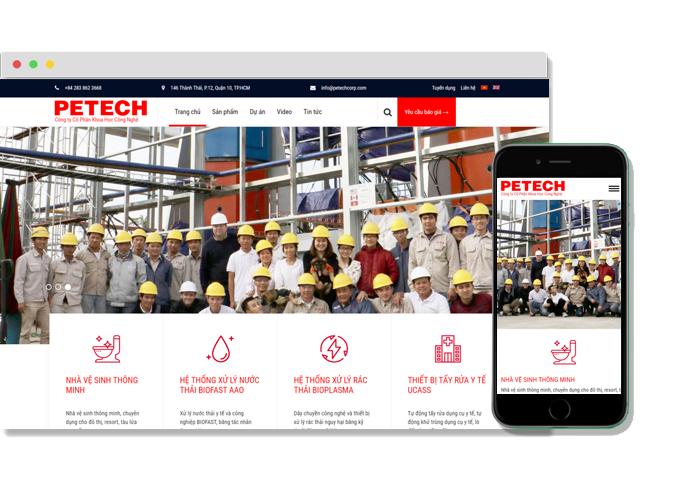 +84 283 862 3668
146 Thành Thái, P.12, Quận 10, TP.HCM
info@petechcorp.com
Tuyển dụng
Liên hệ
PETECH
Công ty Cổ Phần Khoa Học Công Nghệ
Trang chủ
Sản phẩm
Dự án
Video
Tin tức
Yêu cầu báo giá →
NHÀ VỆ SINH THÔNG
MINH
Nhà vệ sinh thông minh, chuyên
dụng cho đô thị, resort, tàu lửa
HỆ THỐNG XỬ LÝ NƯỚC
THẢI BIOFAST AAO
Xử lý nước thải y tế và công
nghiệp BIOFAST, bằng tác nhân
HỆ THỐNG XỬ LÝ RÁC
THẢI BIOPLASMA
Dây chuyền công nghệ và thiết bị
xử lý rác thải nguy hại bằng kỹ
THIẾT BỊ TẨY RỬA Y TẾ
UCASS
Tự động tẩy rửa dụng cụ y tế, tự
động khử trùng dụng cụ y tế, lò
PETECH
Công ty Cổ Phần Khoa Học Công Nghệ
NHÀ VỆ SINH THÔNG MINH
Nhà vệ sinh thông minh, chuyên dụng cho đô thị, resort, t